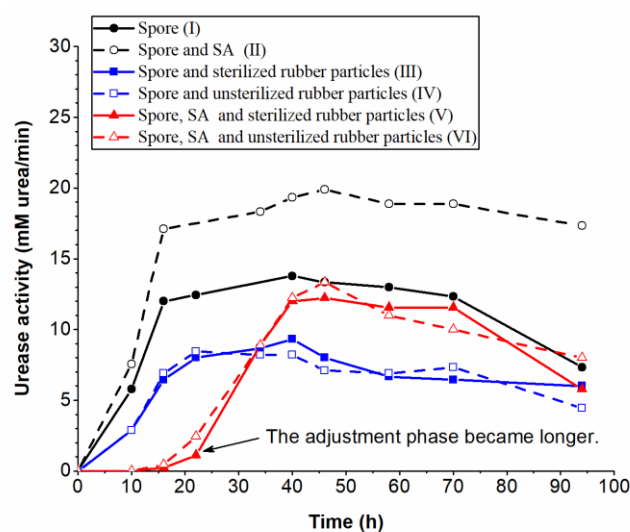 30
25
20
15
10
5
0
Urease activity (mM urea/min)
Spore (I)
Spore and SA (II)
Spore and sterilized rubber particles (III)
Spore and unsterilized rubber particles (IV)
Spore, SA and sterilized rubber particles (V)
Spore, SA and unsterilized rubber particles (VI)
The adjustment phase became longer.
0 10 20 30 40 50 60 70 80 90 100
Time (h)